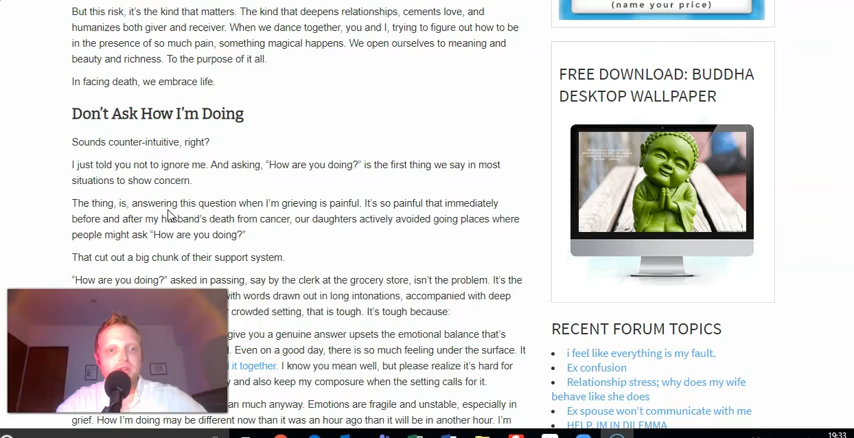 But this risk, it's the kind that matters. The kind that deepens relationships, cements love, and
humanizes both giver and receiver. When we dance together, you and I, trying to figure out how to be
in the presence of so much pain, something magical happens. We open ourselves to meaning and
beauty and richness. To the purpose of it all.
In facing death, we embrace life.
Don't Ask How I'm Doing
Sounds counter-intuitive, right?
I just told you not to ignore me. And asking, “How are you doing?” is the first thing we say in most
situations to show concern.
The thing, is, answering this question when I'm grieving is painful. It's so painful that immediately
before and after my husband's death from cancer, our daughters actively avoided going places where
people might ask “How are you doing?”
That cut out a big chunk of their support system.
“How are you doing?” asked in passing, say by the clerk at the grocery store, isn't the problem. It's the
with words drawn out in long intonations, accompanied with deep
crowded setting, that is tough. It's tough because:
give you a genuine answer upsets the emotional balance that's
Even on a good day, there is so much feeling under the surface. It
it together. I know you mean well, but please realize it's hard for
and also keep my composure when the setting calls for it.
an much anyway. Emotions are fragile and unstable, especially in
grief. How I'm doing may be different now than it was an hour ago than it will be in another hour. I'm
(name your price)
FREE DOWNLOAD: BUDDHA
DESKTOP WALLPAPER
RECENT FORUM TOPICS
i feel like everything is my fault.
Ex confusion
Relationship stress; why does my wife
behave like she does
Ex spouse won't communicate with me
HELP, IM IN DILEMMA
19:33